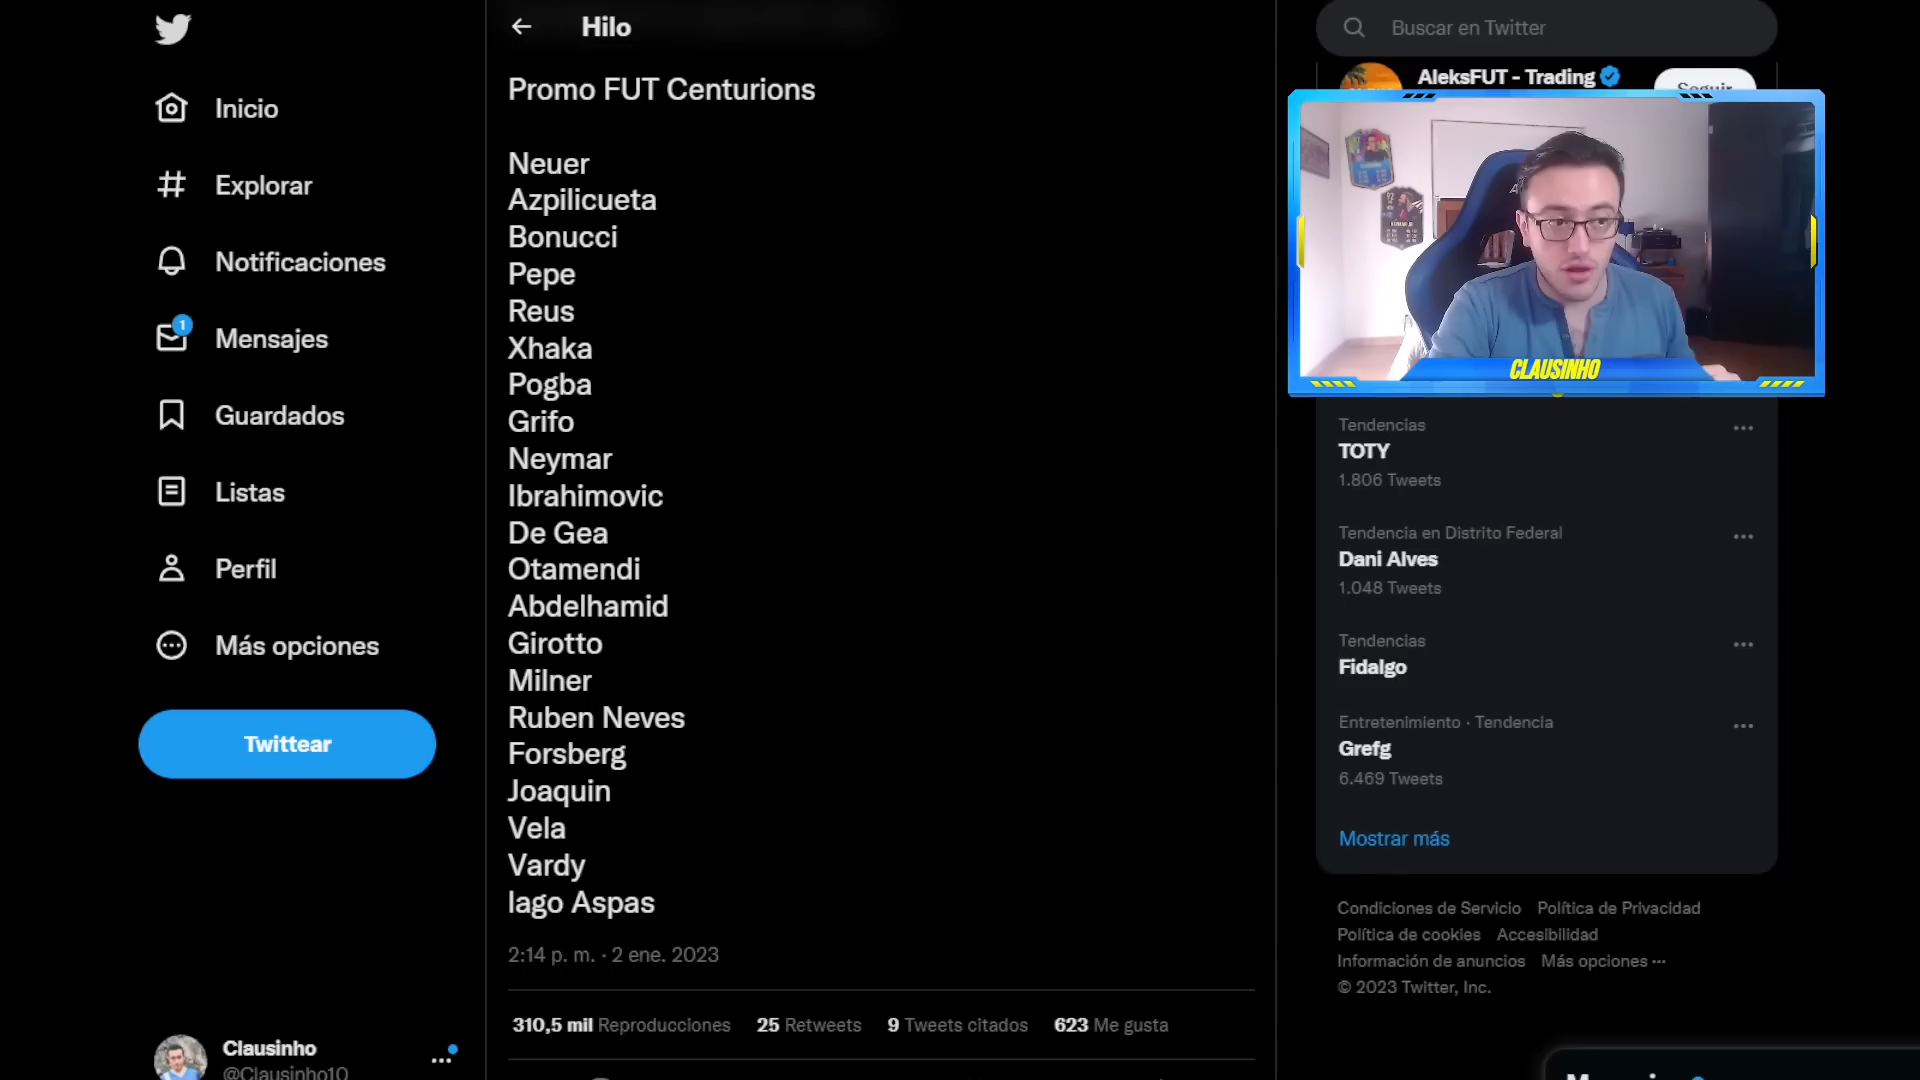 Inicio
Explorar
Notificaciones
1
Mensajes
Guardados
Listas
Perfil
Más opciones
Twittear
Clausinho
@Clausinho10
Hilo
Promo FUT Centurions
Neuer
Azpilicueta
Bonucci
Pepe
Reus
Xhaka
Pogba
Grifo
Neymar
Ibrahimovic
De Gea
Otamendi
Abdelhamid
Girotto
Milner
Ruben Neves
Forsberg
Joaquin
Vela
Vardy
Iago Aspas
2:14 p. m. · 2 ene. 2023
310,5 mil Reproducciones 25 Retweets 9 Tweets citados 623 Me gusta
Buscar en Twitter
AleksFUT - Trading
Seguir
CLAUSINHO
Tendencias
TOTY
1.806 Tweets
Tendencia en Distrito Federal
Dani Alves
1.048 Tweets
Tendencias
Fidalgo
Entretenimiento · Tendencia
Grefg
6.469 Tweets
Mostrar más
Condiciones de Servicio Política de Privacidad
Política de cookies Accesibilidad
Información de anuncios Más opciones ···
© 2023 Twitter, Inc.